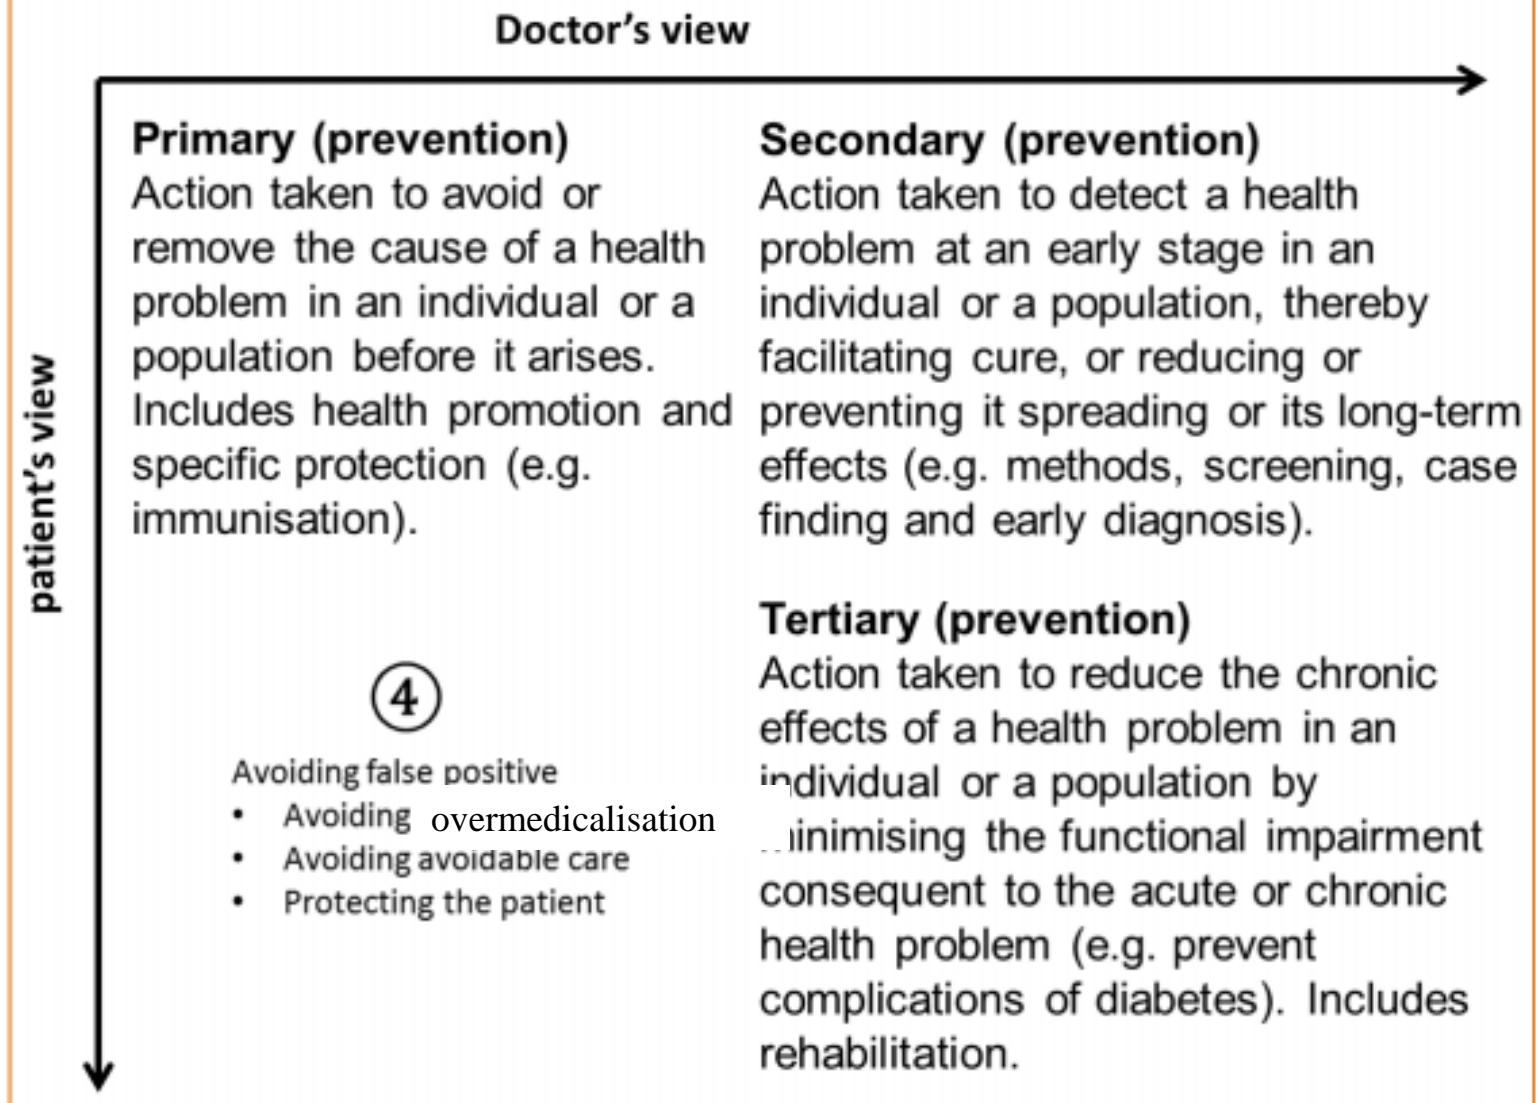 Doctor's view
patient's view
Primary (prevention)
Action taken to avoid or
remove the cause of a health
problem in an individual or a
population before it arises.
Includes health promotion and
specific protection (e.g.
immunisation).
Secondary (prevention)
Action taken to detect a health
problem at an early stage in an
individual or a population, thereby
facilitating cure, or reducing or
preventing it spreading or its long-term
effects (e.g. methods, screening, case
finding and early diagnosis).
4
Avoiding false positive
• Avoiding overmedicalisation
• Avoiding avoidable care
• Protecting the patient
Tertiary (prevention)
Action taken to reduce the chronic
effects of a health problem in an
individual or a population by
minimising the functional impairment
consequent to the acute or chronic
health problem (e.g. prevent
complications of diabetes). Includes
rehabilitation.